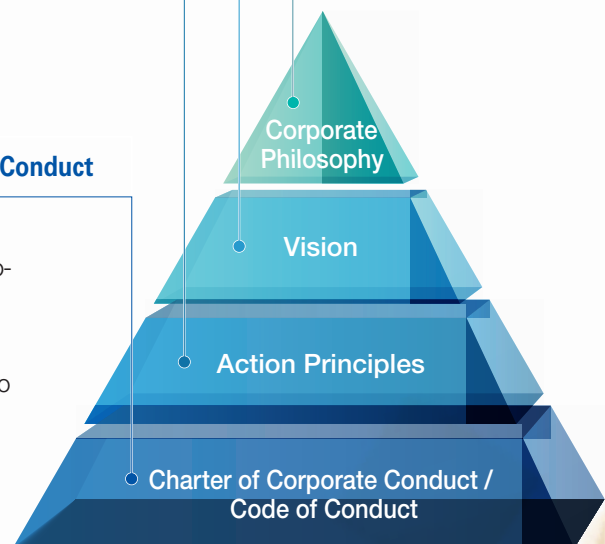 Corporate
Philosophy
Conduct
Vision
o-
Action Principles
o
Charter of Corporate Conduct /
Code of Conduct